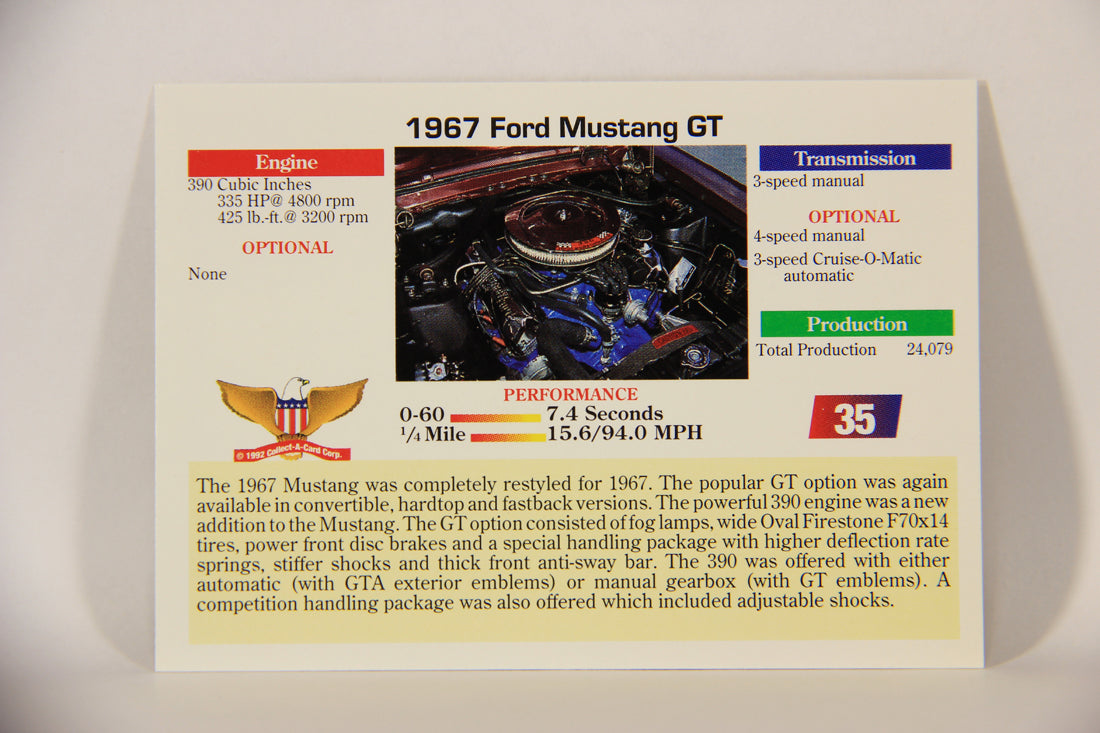 1967 Ford Mustang GT
Engine
390 Cubic Inches
335 HP@ 4800 rpm
425 lb.-ft.@ 3200 rpm
OPTIONAL
None
Transmission
3-speed manual
OPTIONAL
4-speed manual
3-speed Cruise-O-Matic
automatic
Production
Total Production 24,079
PERFORMANCE
0-60 7.4 Seconds
1/4 Mile 15.6/94.0 MPH
© 1992 Collect-A-Card Corp.
35
The 1967 Mustang was completely restyled for 1967. The popular GT option was again
available in convertible, hardtop and fastback versions. The powerful 390 engine was a new
addition to the Mustang. The GT option consisted of fog lamps, wide Oval Firestone F70x14
tires, power front disc brakes and a special handling package with higher deflection rate
springs, stiffer shocks and thick front anti-sway bar. The 390 was offered with either
automatic (with GTA exterior emblems) or manual gearbox (with GT emblems). A
competition handling package was also offered which included adjustable shocks.